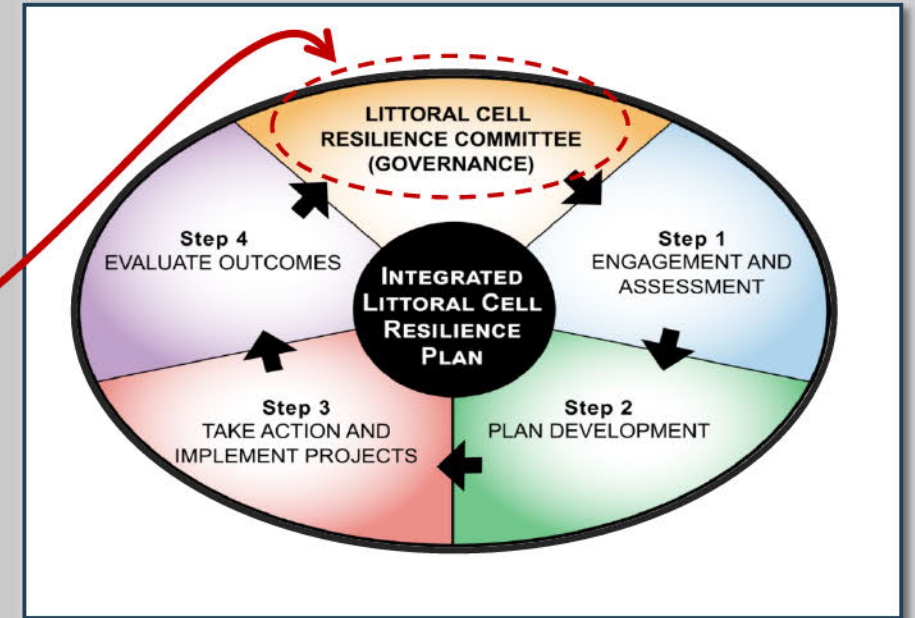 LITTORAL CELL
RESILIENCE COMMITTEE
(GOVERNANCE)
Step 1
ENGAGEMENT AND
ASSESSMENT
Step 2
PLAN DEVELOPMENT
Step 3
TAKE ACTION AND
IMPLEMENT PROJECTS
Step 4
EVALUATE OUTCOMES
INTEGRATED
LITTORAL CELL
RESILIENCE
PLAN